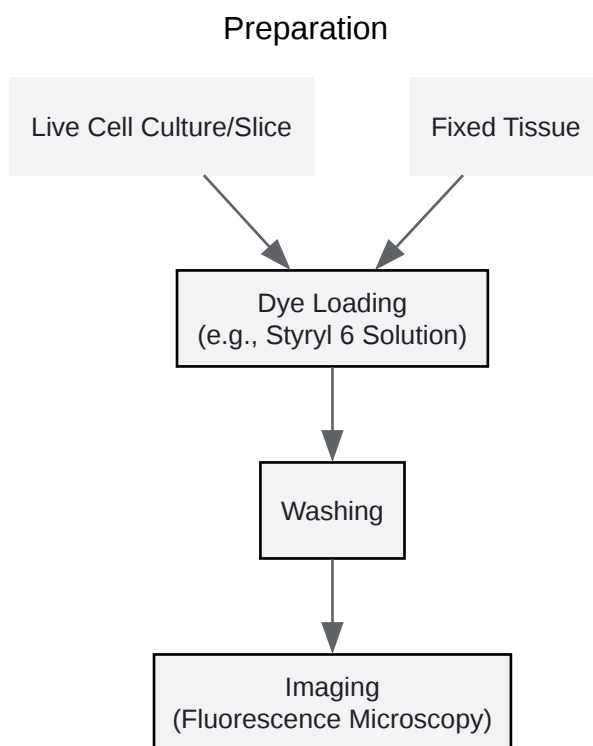 Preparation
Live Cell Culture/Slice
Fixed Tissue
Dye Loading
(e.g., Styryl 6 Solution)
Washing
Imaging
(Fluorescence Microscopy)